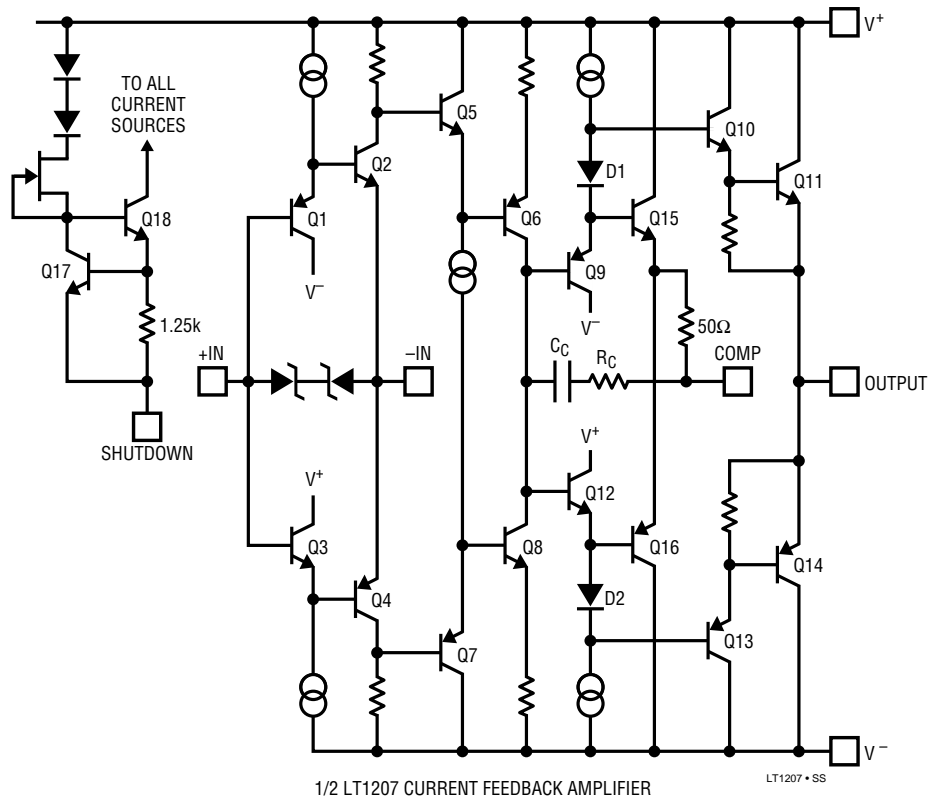 V+
TO ALL
CURRENT
SOURCES
Q5
Q10
Q2
D1
Q11
Q18
Q1
Q6
Q15
Q17
Q9
V–
V–
1.25k
50Ω
+IN
–IN
CC
RC
COMP
OUTPUT
SHUTDOWN
V+
V+
Q12
Q3
Q8
Q16
Q14
Q4
D2
Q7
Q13
V–
1/2 LT1207 CURRENT FEEDBACK AMPLIFIER
LT1207 • SS